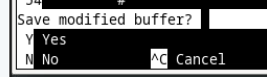 Save modified buffer?
Y Yes
N No ^C Cancel